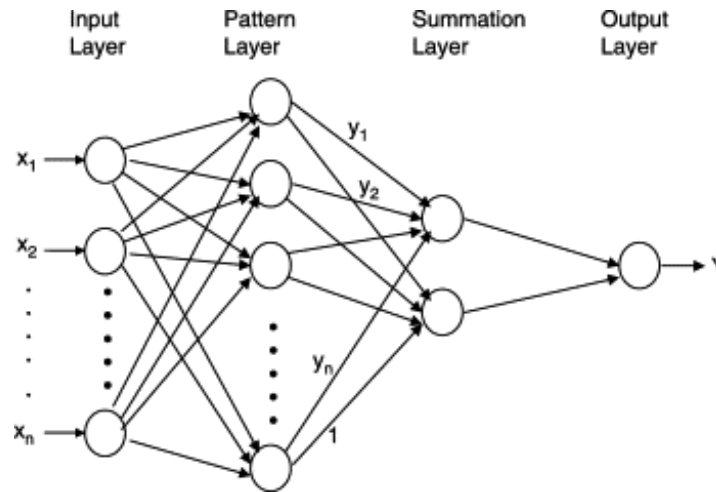 Input Layer
Pattern Layer
Summation Layer
Output Layer
y₁
x₁
y₂
x₂
Y
yₙ
1
xₙ